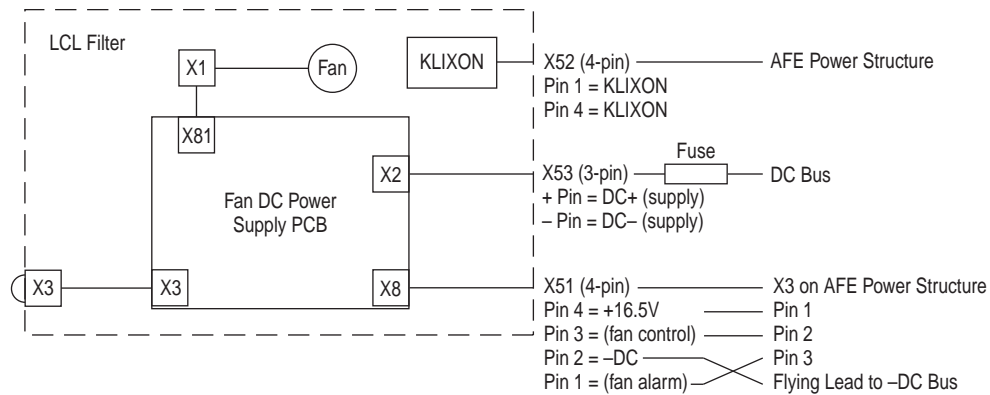 LCL Filter
X1
Fan
KLIXON
X52 (4-pin)
AFE Power Structure
Pin 1 = KLIXON
Pin 4 = KLIXON
X81
Fuse
X2
X53 (3-pin)
DC Bus
+ Pin = DC+ (supply)
– Pin = DC– (supply)
Fan DC Power
Supply PCB
X3
X3
X8
X51 (4-pin)
X3 on AFE Power Structure
Pin 4 = +16.5V
Pin 1
Pin 3 = (fan control)
Pin 2
Pin 2 = –DC
Pin 3
Pin 1 = (fan alarm)
Flying Lead to –DC Bus